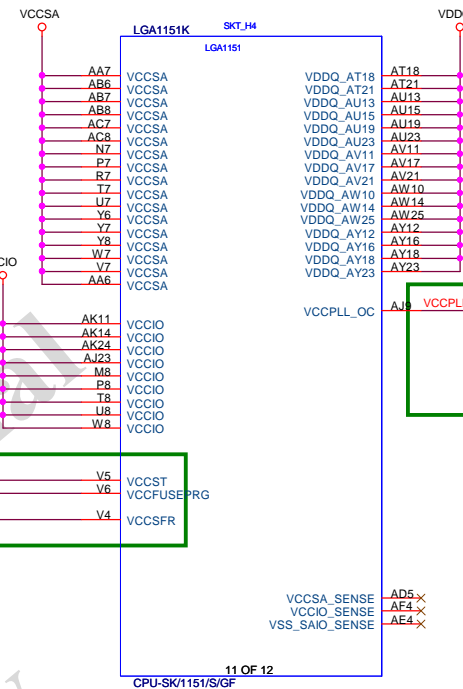 VCCSA
VDD
LGA1151K
SKT_H4
LGA1151
AA7 VCCSA VDDQ_AT18 AT18
AB6 VCCSA VDDQ_AT21 AT21
AB7 VCCSA VDDQ_AU13 AU13
AB8 VCCSA VDDQ_AU15 AU15
AC7 VCCSA VDDQ_AU19 AU19
AC8 VCCSA VDDQ_AU23 AU23
N7 VCCSA VDDQ_AV11 AV11
P7 VCCSA VDDQ_AV17 AV17
R7 VCCSA VDDQ_AV21 AV21
T7 VCCSA VDDQ_AW10 AW10
U7 VCCSA VDDQ_AW14 AW14
Y6 VCCSA VDDQ_AW25 AW25
Y7 VCCSA VDDQ_AY12 AY12
Y8 VCCSA VDDQ_AY16 AY16
W7 VCCSA VDDQ_AY18 AY18
V7 VCCSA VDDQ_AY23 AY23
AA6 VCCSA
CIO
VCCPLL_OC AJ9 VCCPL
AK11 VCCIO
AK14 VCCIO
AK24 VCCIO
AJ23 VCCIO
M8 VCCIO
P8 VCCIO
T8 VCCIO
U8 VCCIO
W8 VCCIO
V5 VCCST
V6 VCCFUSEPRG
V4 VCCSFR
VCCSA_SENSE AD5
VCCIO_SENSE AF4
VSS_SAIO_SENSE AE4
11 OF 12
CPU-SK/1151/S/GF